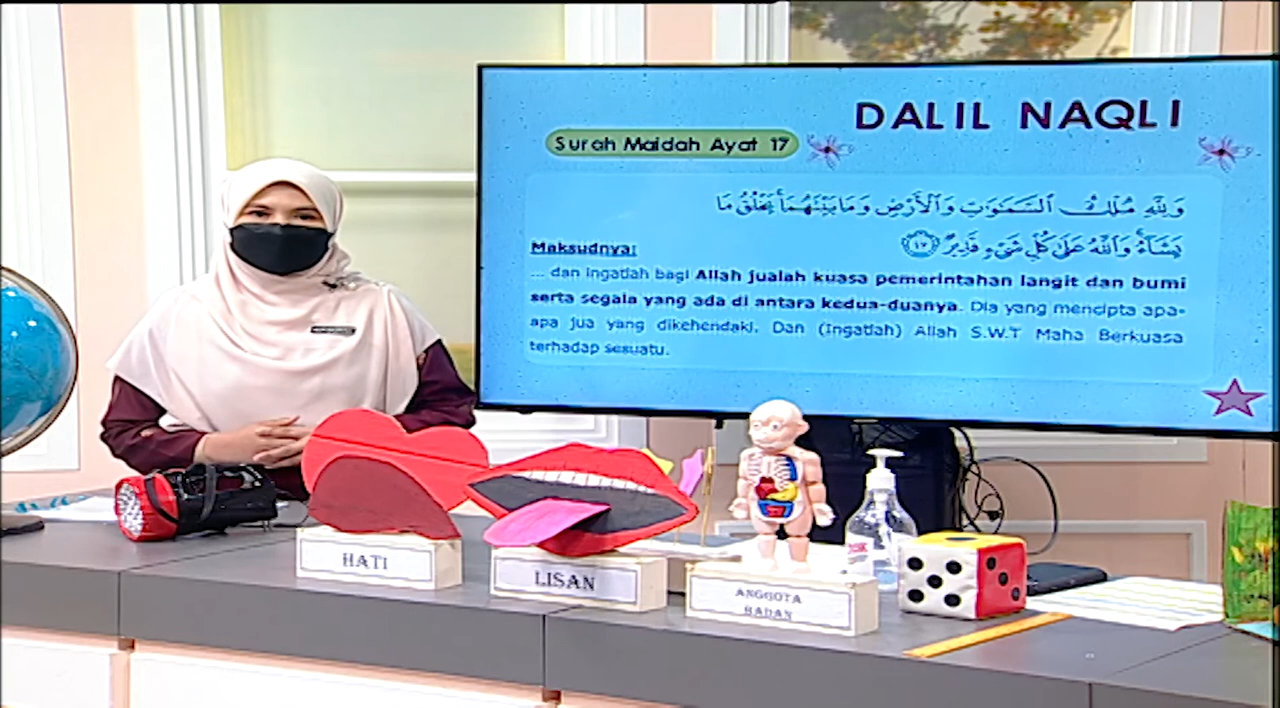 DALIL NAQLI
Surah Maidah Ayat 17
وَلِلَّهِ مُلْكُ ٱلسَّمَٰوَٰتِ وَٱلْأَرْضِ وَمَا بَيْنَهُمَا ۚ يَخْلُقُ مَا
يَشَآءُ ۚ وَٱللَّهُ عَلَىٰ كُلِّ شَىْءٍ قَدِيرٌ ١٧
Maksudnya:
... dan ingatlah bagi Allah jualah kuasa pemerintahan langit dan bumi
serta segala yang ada di antara kedua-duanya. Dia yang mencipta apa-
apa jua yang dikehendaki. Dan (Ingatlah) Allah S.W.T Maha Berkuasa
terhadap sesuatu.
HATI
LISAN
ANGGOTA
BADAN